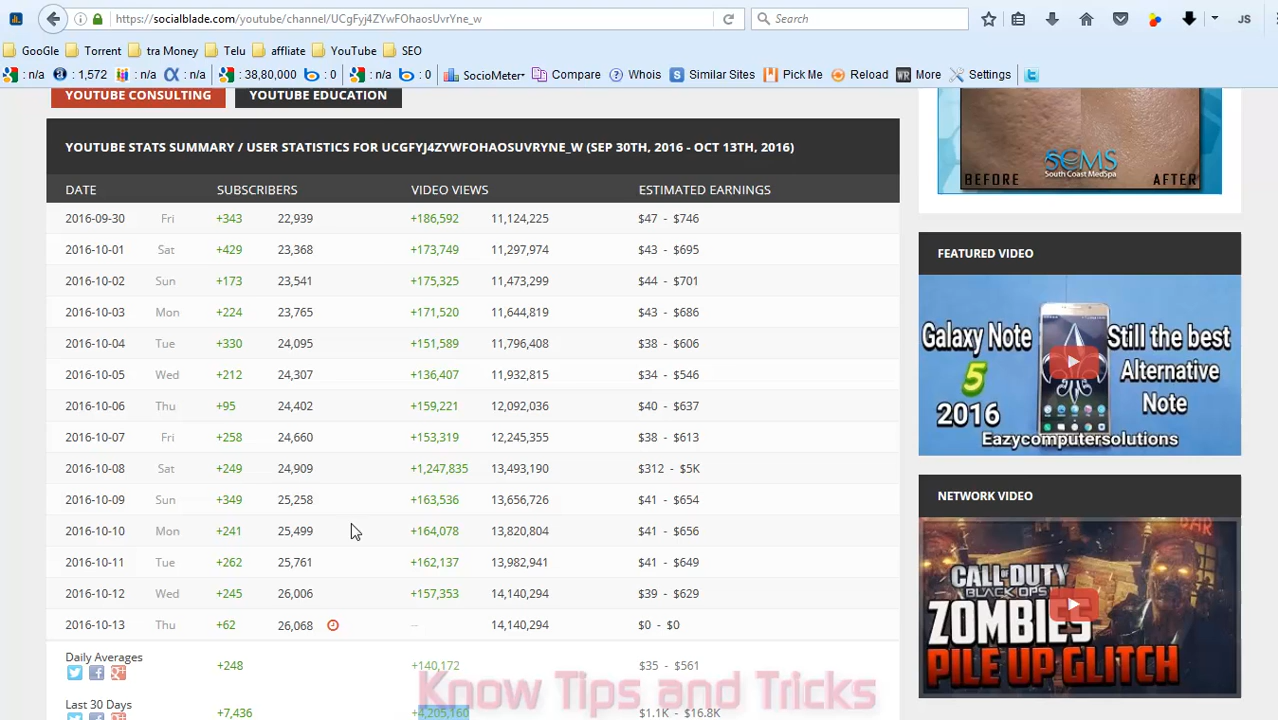 https://socialblade.com/youtube/channel/UCgFyj4ZYwFOhaosUvrYne_w
Search
JS
GooGle Torrent tra Money Telu affliate YouTube SEO
: n/a : 1,572 : n/a : n/a : 38,80,000 : 0 : n/a : 0 SocioMeter Compare Whois Similar Sites Pick Me Reload More Settings
YOUTUBE CONSULTING YOUTUBE EDUCATION
YOUTUBE STATS SUMMARY / USER STATISTICS FOR UCGFYJ4ZYWFOHAOSUVRYNE_W (SEP 30TH, 2016 - OCT 13TH, 2016)
DATE SUBSCRIBERS VIDEO VIEWS ESTIMATED EARNINGS
2016-09-30 Fri +343 22,939 +186,592 11,124,225 $47 - $746
2016-10-01 Sat +429 23,368 +173,749 11,297,974 $43 - $695
2016-10-02 Sun +173 23,541 +175,325 11,473,299 $44 - $701
2016-10-03 Mon +224 23,765 +171,520 11,644,819 $43 - $686
2016-10-04 Tue +330 24,095 +151,589 11,796,408 $38 - $606
2016-10-05 Wed +212 24,307 +136,407 11,932,815 $34 - $546
2016-10-06 Thu +95 24,402 +159,221 12,092,036 $40 - $637
2016-10-07 Fri +258 24,660 +153,319 12,245,355 $38 - $613
2016-10-08 Sat +249 24,909 +1,247,835 13,493,190 $312 - $5K
2016-10-09 Sun +349 25,258 +163,536 13,656,726 $41 - $654
2016-10-10 Mon +241 25,499 +164,078 13,820,804 $41 - $656
2016-10-11 Tue +262 25,761 +162,137 13,982,941 $41 - $649
2016-10-12 Wed +245 26,006 +157,353 14,140,294 $39 - $629
2016-10-13 Thu +62 26,068 -- 14,140,294 $0 - $0
Daily Averages +248 +140,172 $35 - $561
Last 30 Days +7,436 +4,205,160 $1.1K - $16.8K
Know Tips and Tricks
SCMS
South Coast MedSpa
BEFORE AFTER
FEATURED VIDEO
Galaxy Note
5
2016
Still the best
Alternative
Note
Eazycomputersolutions
NETWORK VIDEO
BAR
CALL OF DUTY
BLACK OPS
ZOMBIES
PILE UP GLITCH